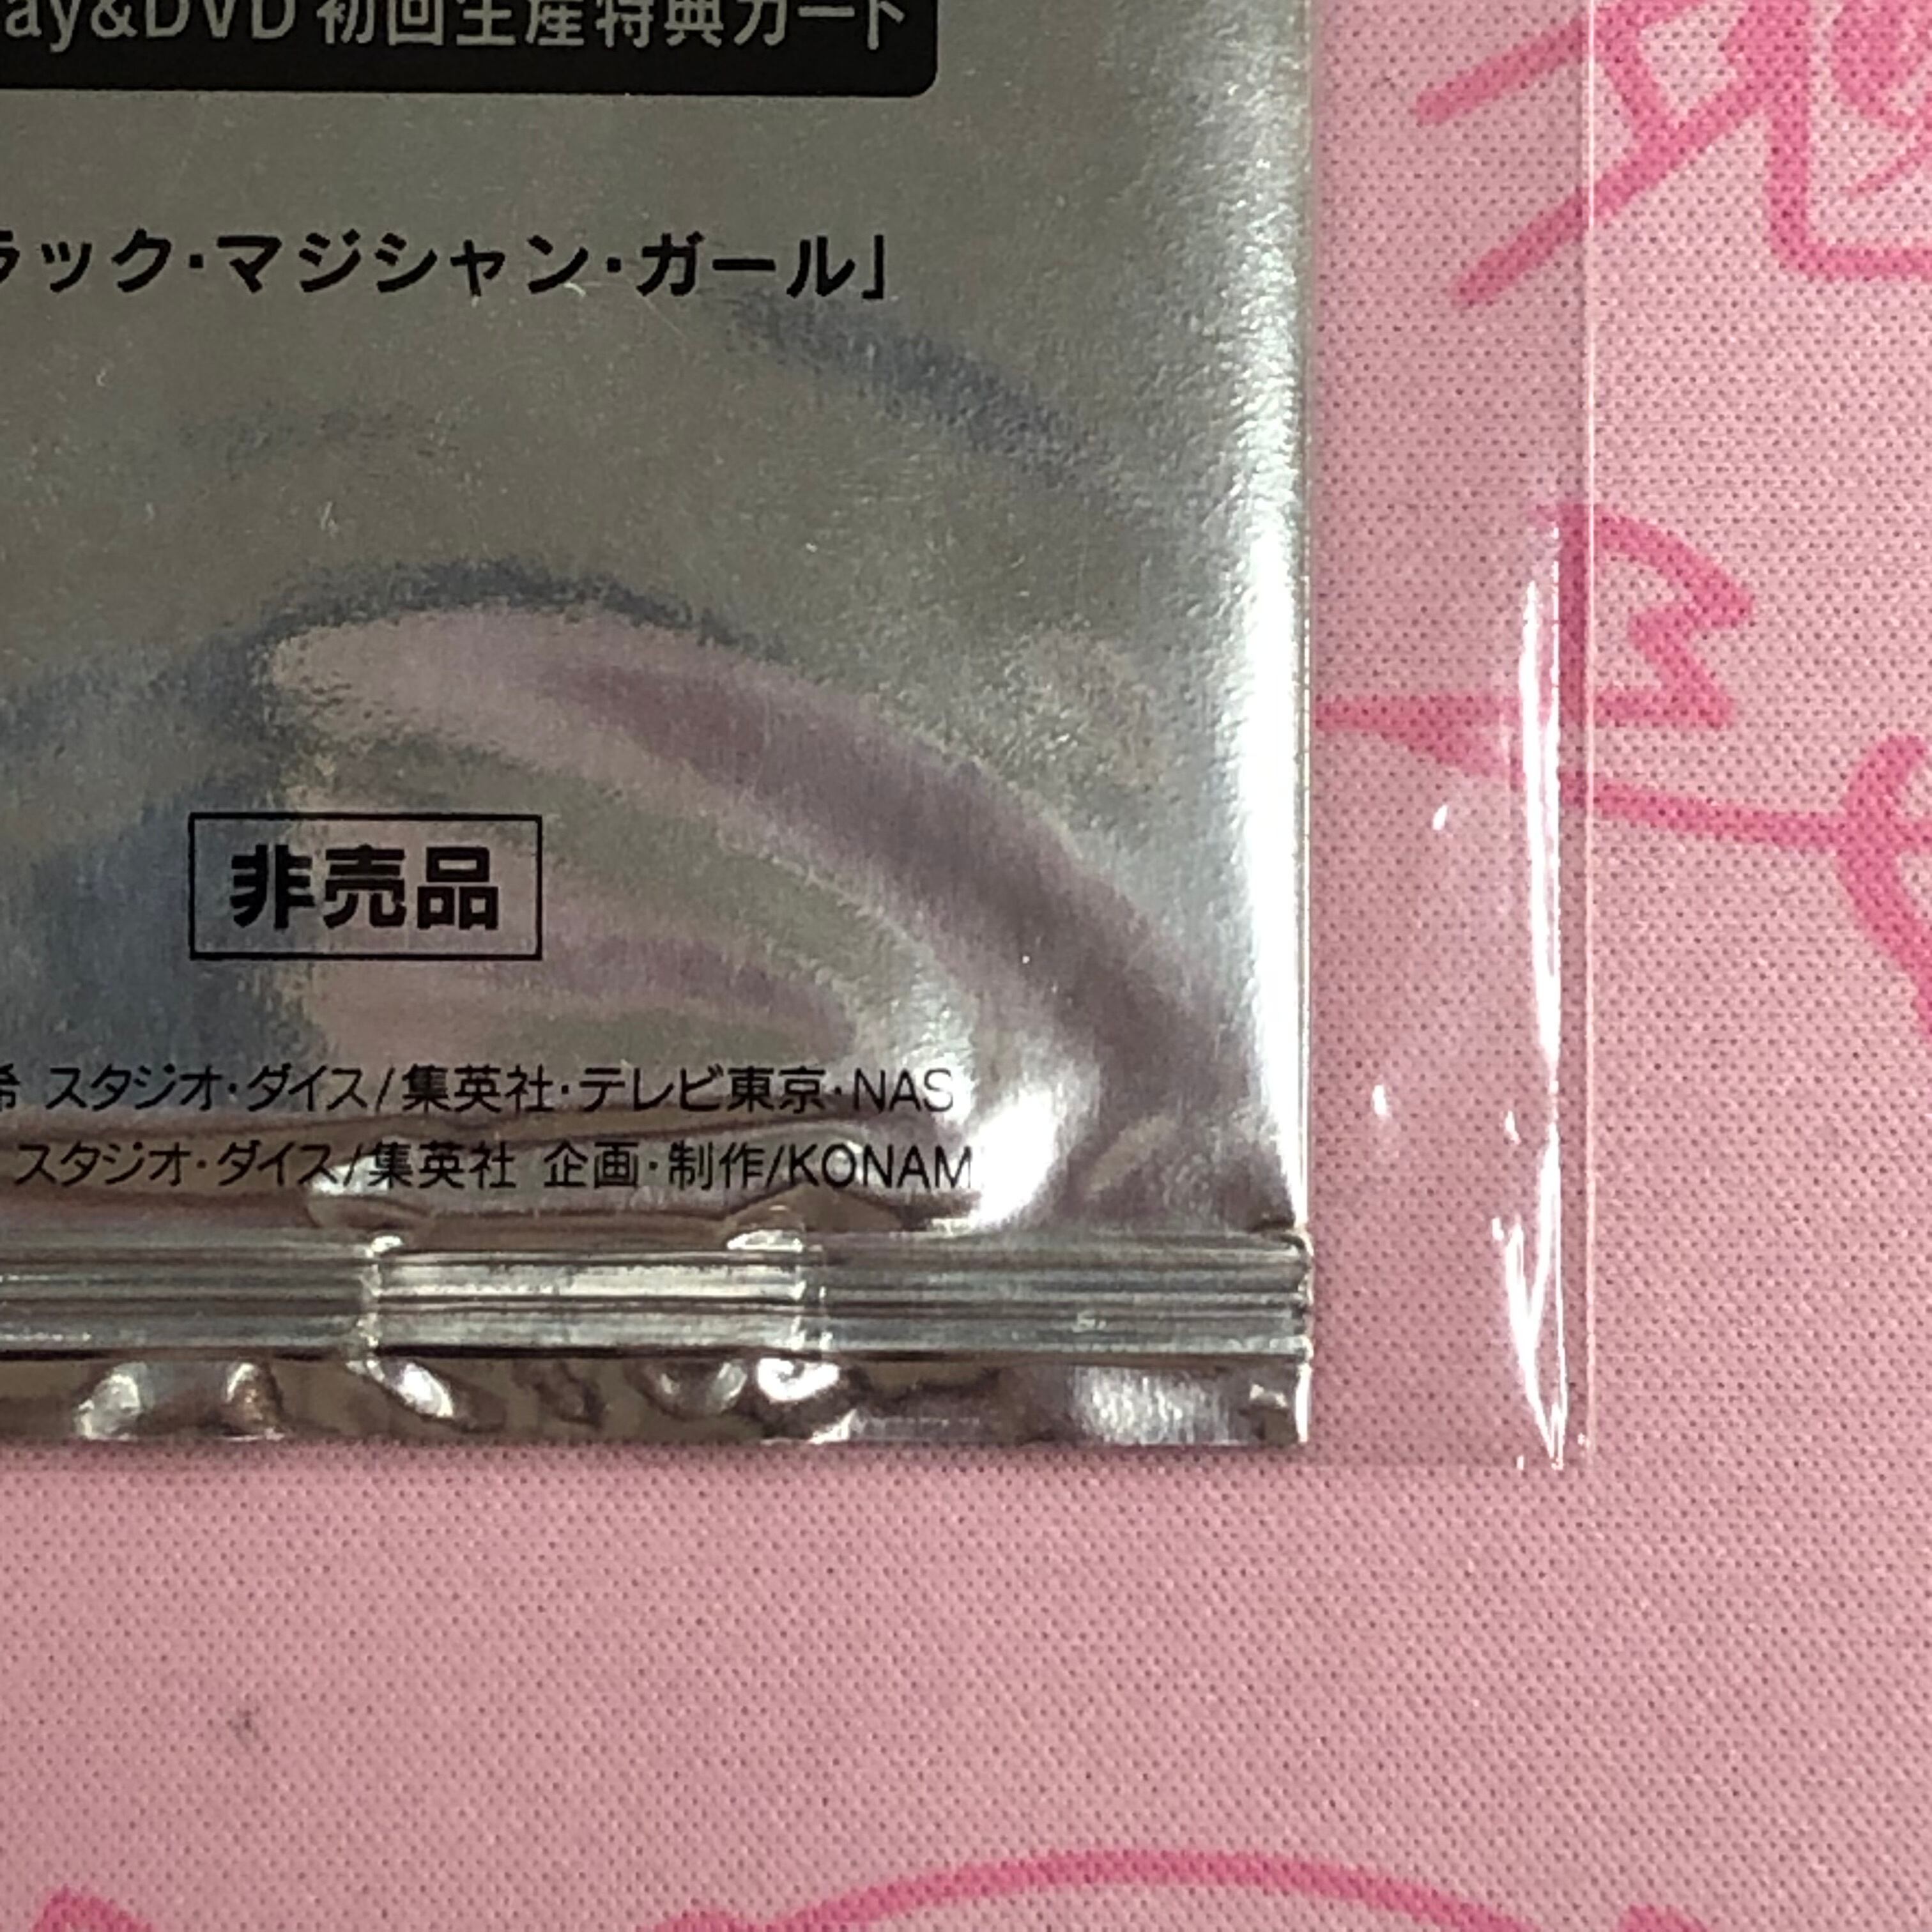 ay&DVD 初回生産特典カード
ラック・マジシャン・ガール」
非売品
希 スタジオ・ダイス/集英社・テレビ東京・NAS
スタジオ・ダイス/集英社 企画・制作/KONAM